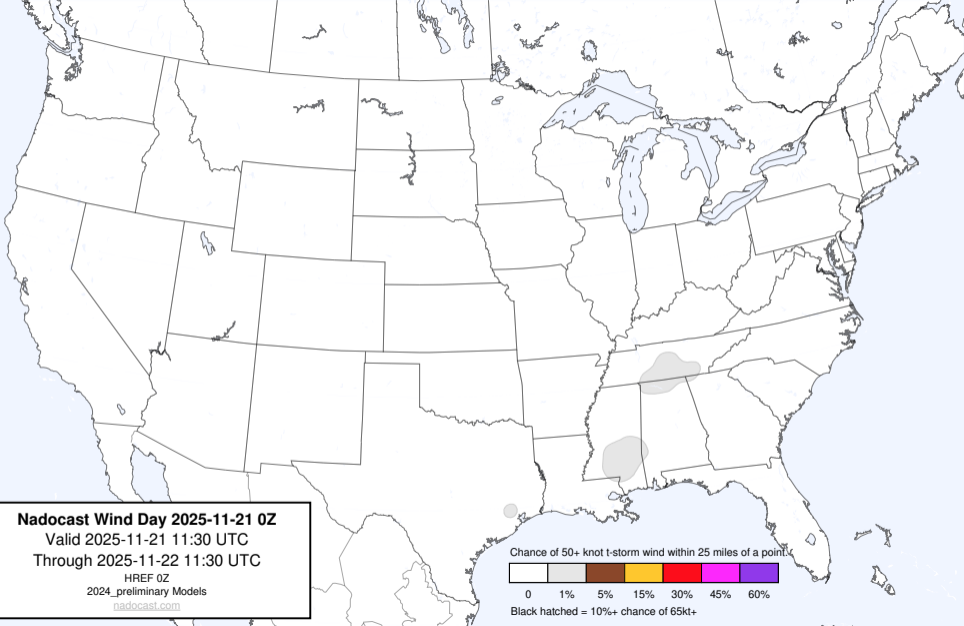 Nadocast Wind Day 2025-11-21 0Z
Valid 2025-11-21 11:30 UTC
Through 2025-11-22 11:30 UTC
HREF 0Z
2024_preliminary Models
nadocast.com
Chance of 50+ knot t-storm wind within 25 miles of a point.
0 1% 5% 15% 30% 45% 60%
Black hatched = 10%+ chance of 65kt+